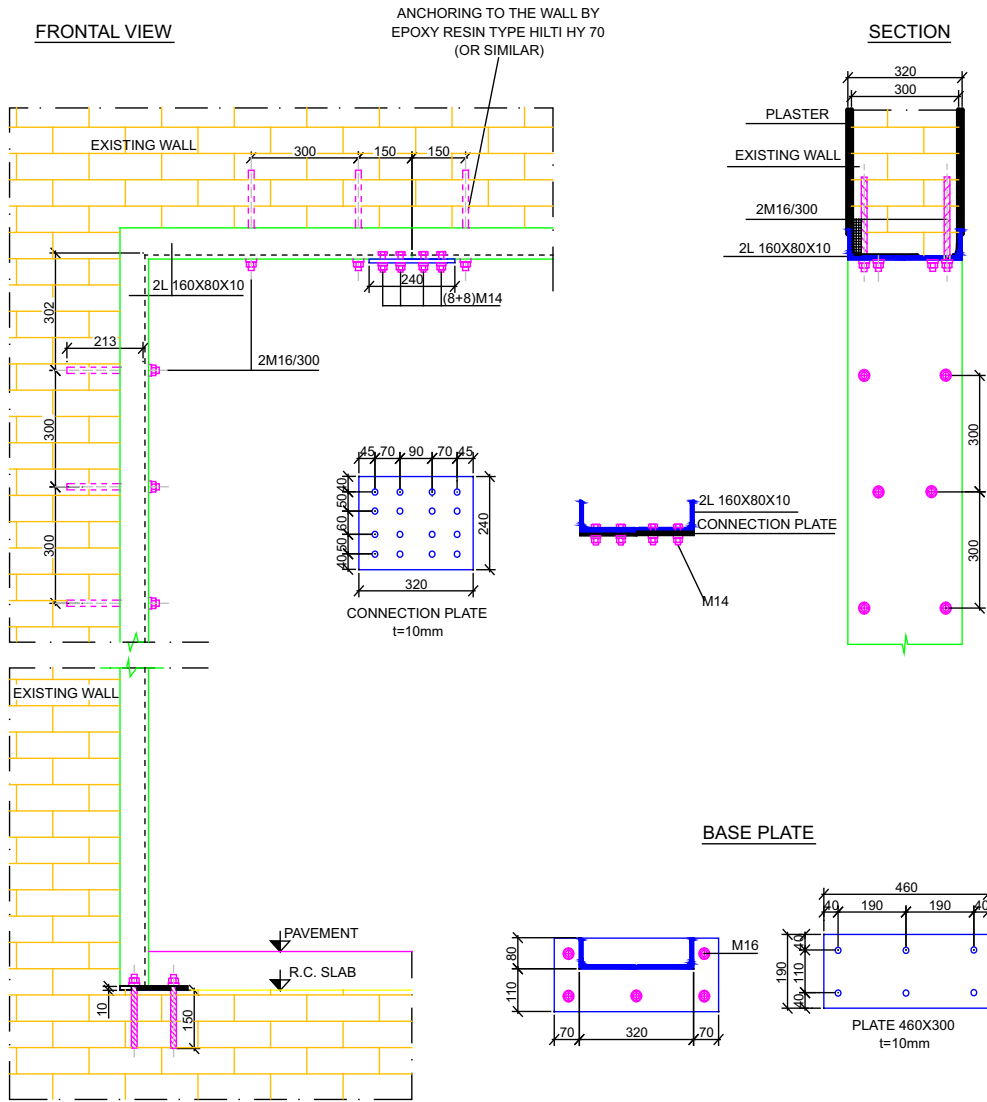 FRONTAL VIEW
ANCHORING TO THE WALL BY
EPOXY RESIN TYPE HILTI HY 70
(OR SIMILAR)
SECTION
320
300
PLASTER
EXISTING WALL
2M16/300
2L 160X80X10
EXISTING WALL
300
150
150
2L 160X80X10
240
(8+8)M14
302
213
2M16/300
300
300
300
300
45
70
90
70
45
40
50
60
50
40
240
320
CONNECTION PLATE
t=10mm
2L 160X80X10
CONNECTION PLATE
M14
EXISTING WALL
PAVEMENT
R.C. SLAB
10
150
BASE PLATE
M16
80
110
70
320
70
460
40
190
190
40
190
40
110
40
PLATE 460X300
t=10mm